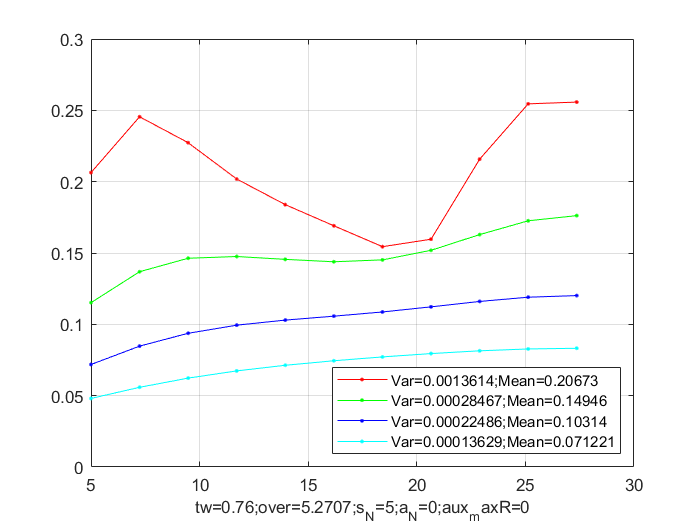 0.3
0.25
0.2
0.15
0.1
0.05
0
5
10
15
20
25
30
Var=0.0013614;Mean=0.20673
Var=0.00028467;Mean=0.14946
Var=0.00022486;Mean=0.10314
Var=0.00013629;Mean=0.071221
tw=0.76;over=5.2707;s_N=5;a_N=0;aux_maxR=0